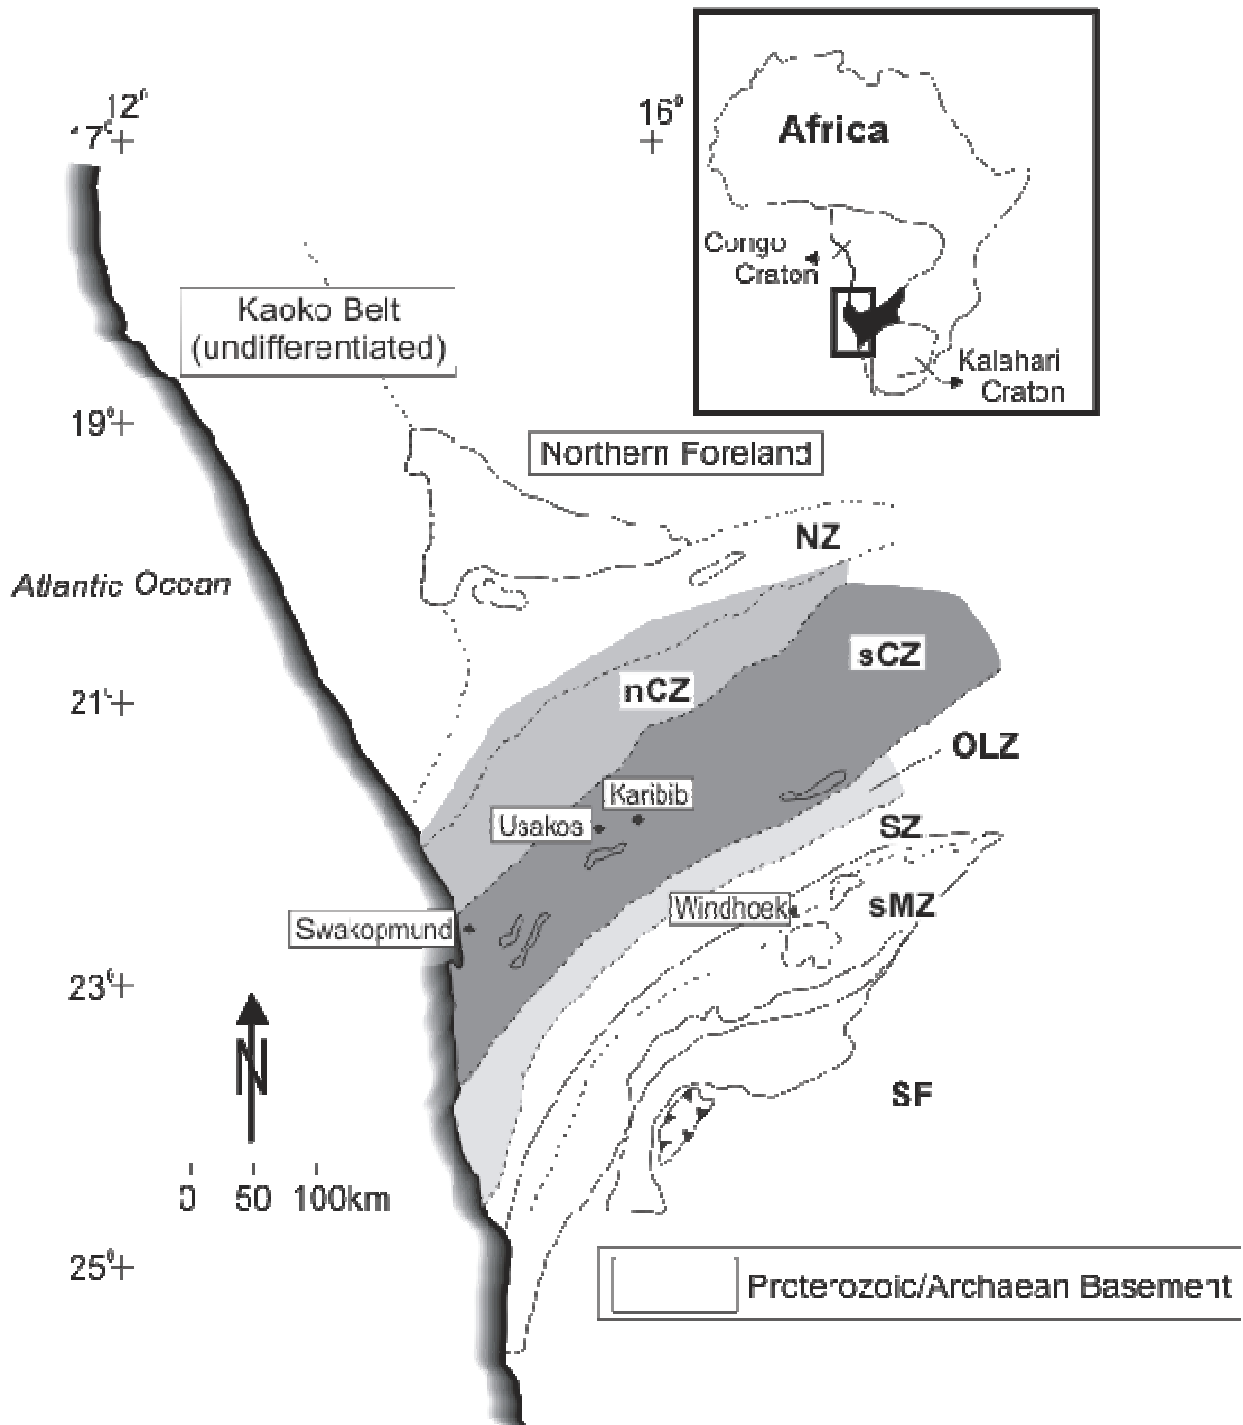 12°
17°
16°
Africa
Congo
Craton
Kalahari
Craton
Kaoko Belt
(undifferentiated)
19°
Northern Foreland
NZ
Atlantic Ocean
sCZ
nCZ
21°
OLZ
Karibib
Usakos
SZ
Windhoek
sMZ
Swakopmund
23°
N
SF
0 50 100km
25°
Proterozoic/Archaean Basement